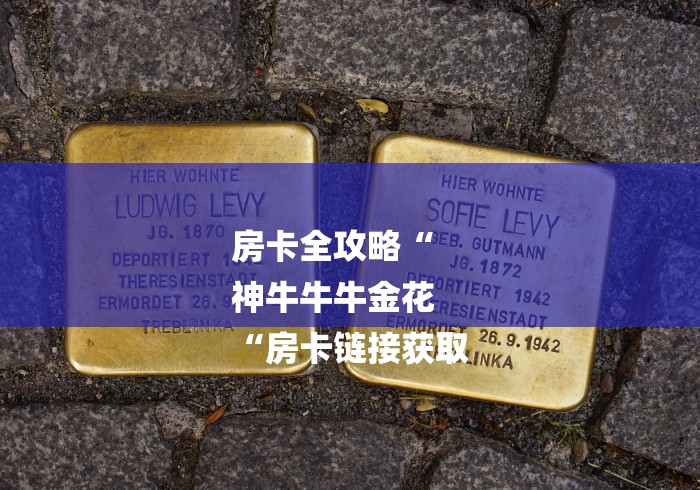 HIER WOHNTE
LUDWIG LEVY
JG. 1870
DEPORTIERT
THERESIENSTADT
ERMORDET 26.9
TREBLINKA
HIER WOHNTE
SOFIE LEVY
GEB. GUTMANN
JG. 1872
DEPORTIERT 1942
THERESIENSTADT
ERMORDET 26.9.1942
LINKA
房卡全攻略“
神牛牛牛金花
“房卡链接获取